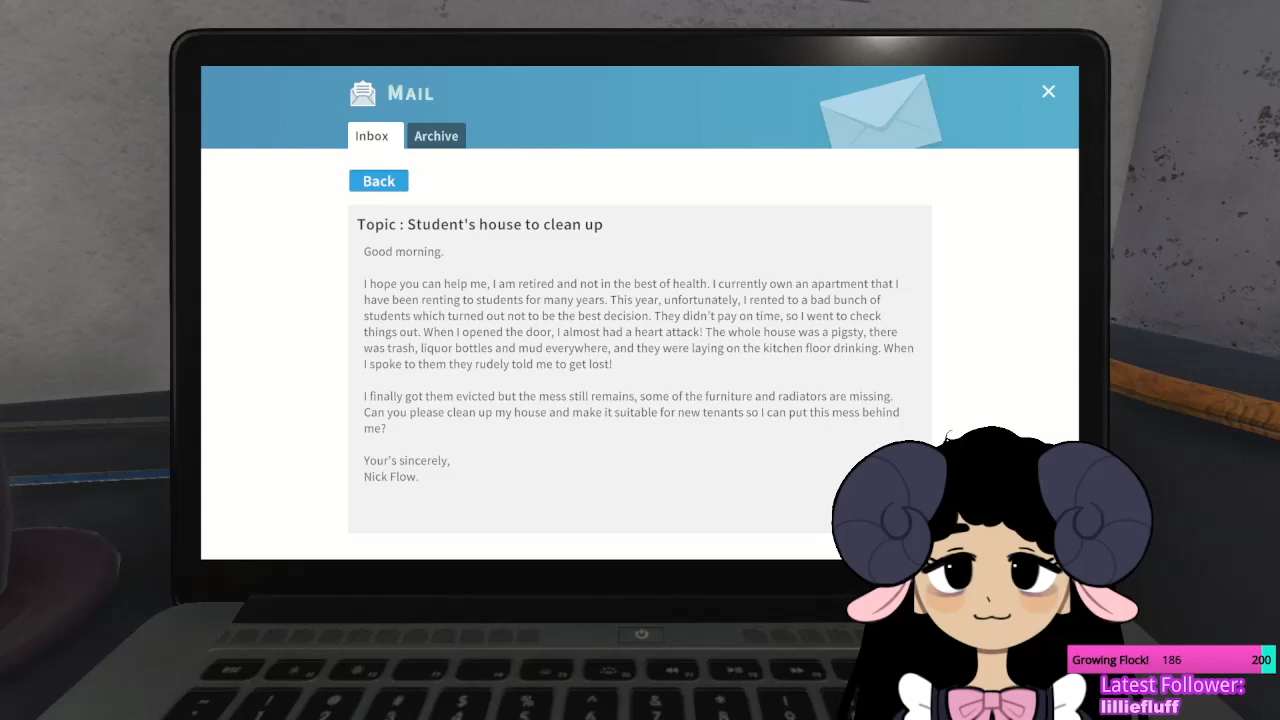 Mail
Inbox
Archive
Back
Topic : Student's house to clean up
Good morning.
I hope you can help me, I am retired and not in the best of health. I currently own an apartment that I
have been renting to students for many years. This year, unfortunately, I rented to a bad bunch of
students which turned out not to be the best decision. They didn't pay on time, so I went to check
things out. When I opened the door, I almost had a heart attack! The whole house was a pigsty, there
was trash, liquor bottles and mud everywhere, and they were laying on the kitchen floor drinking. When
I spoke to them they rudely told me to get lost!
I finally got them evicted but the mess still remains, some of the furniture and radiators are missing.
Can you please clean up my house and make it suitable for new tenants so I can put this mess behind
me?
Your's sincerely,
Nick Flow.
Growing Flock! 186 200
Latest Follower:
lilliefluff